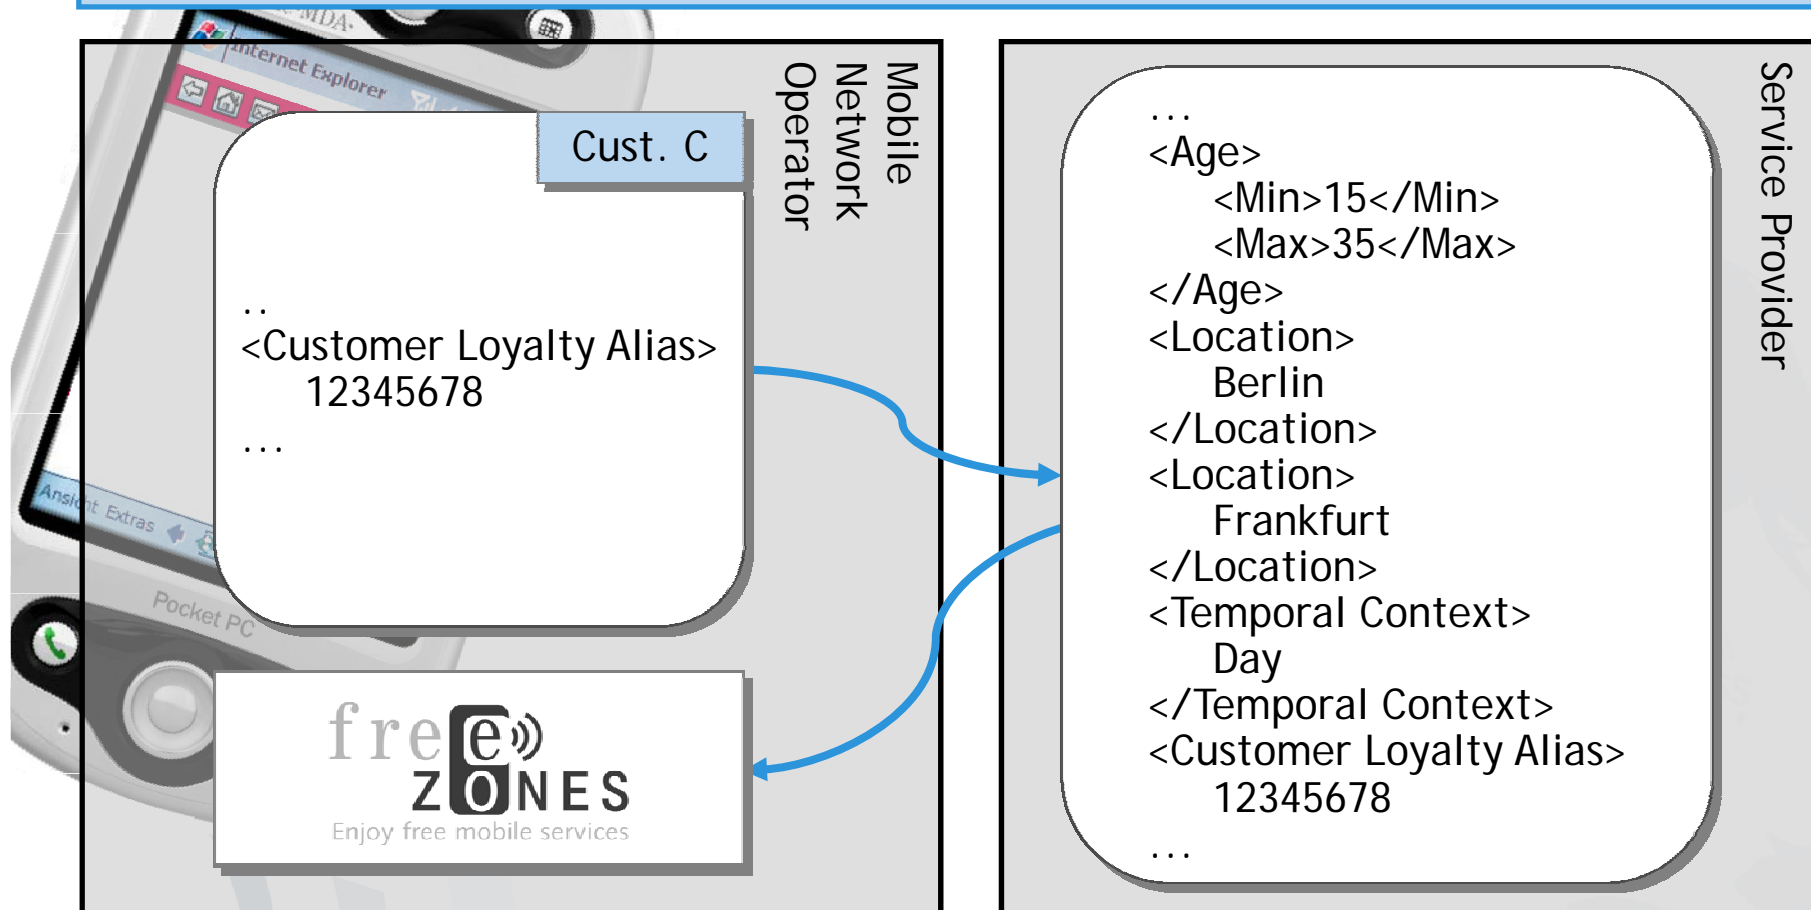 MDA
Internet Explorer
Mobile
Network
Operator
Cust. C
..
<Customer Loyalty Alias>
12345678
...
Ansicht Extras
Pocket PC
free
ZONES
Enjoy free mobile services
Service Provider
...
<Age>
<Min>15</Min>
<Max>35</Max>
</Age>
<Location>
Berlin
</Location>
<Location>
Frankfurt
</Location>
<Temporal Context>
Day
</Temporal Context>
<Customer Loyalty Alias>
12345678
...